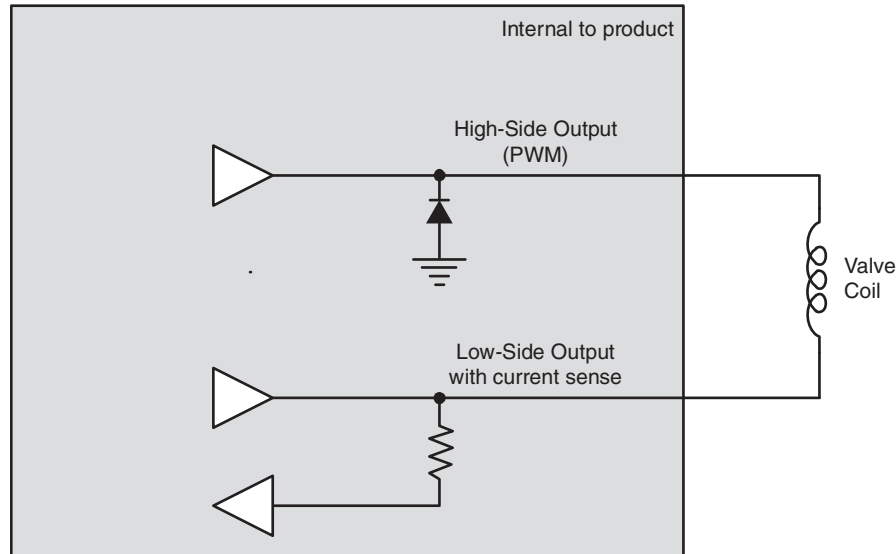 Internal to product
High-Side Output
(PWM)
Valve
Coil
Low-Side Output
with current sense